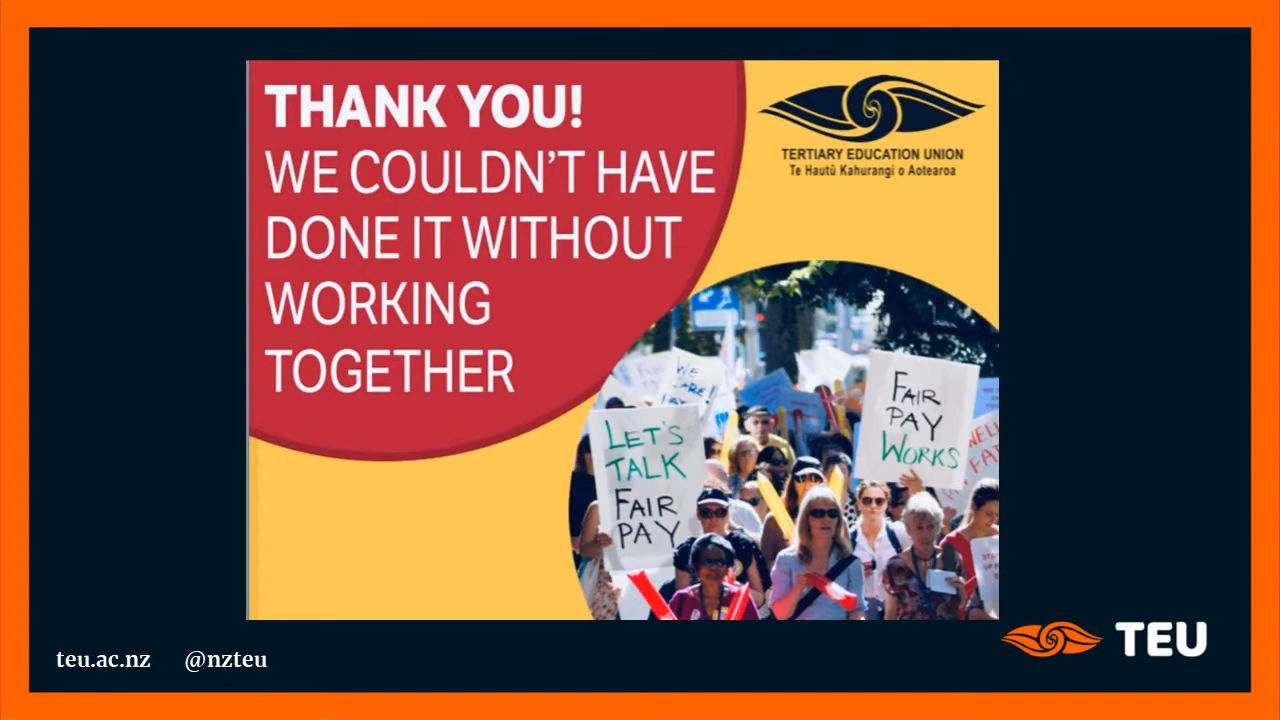 THANK YOU!
WE COULDN'T HAVE
DONE IT WITHOUT
WORKING
TOGETHER
TERTIARY EDUCATION UNION
Te Hautū Kahurangi o Aotearoa
WE
LET'S
TALK
FAIR
PAY
FAIR
PAY
WORKS
teu.ac.nz @nzteu
TEU